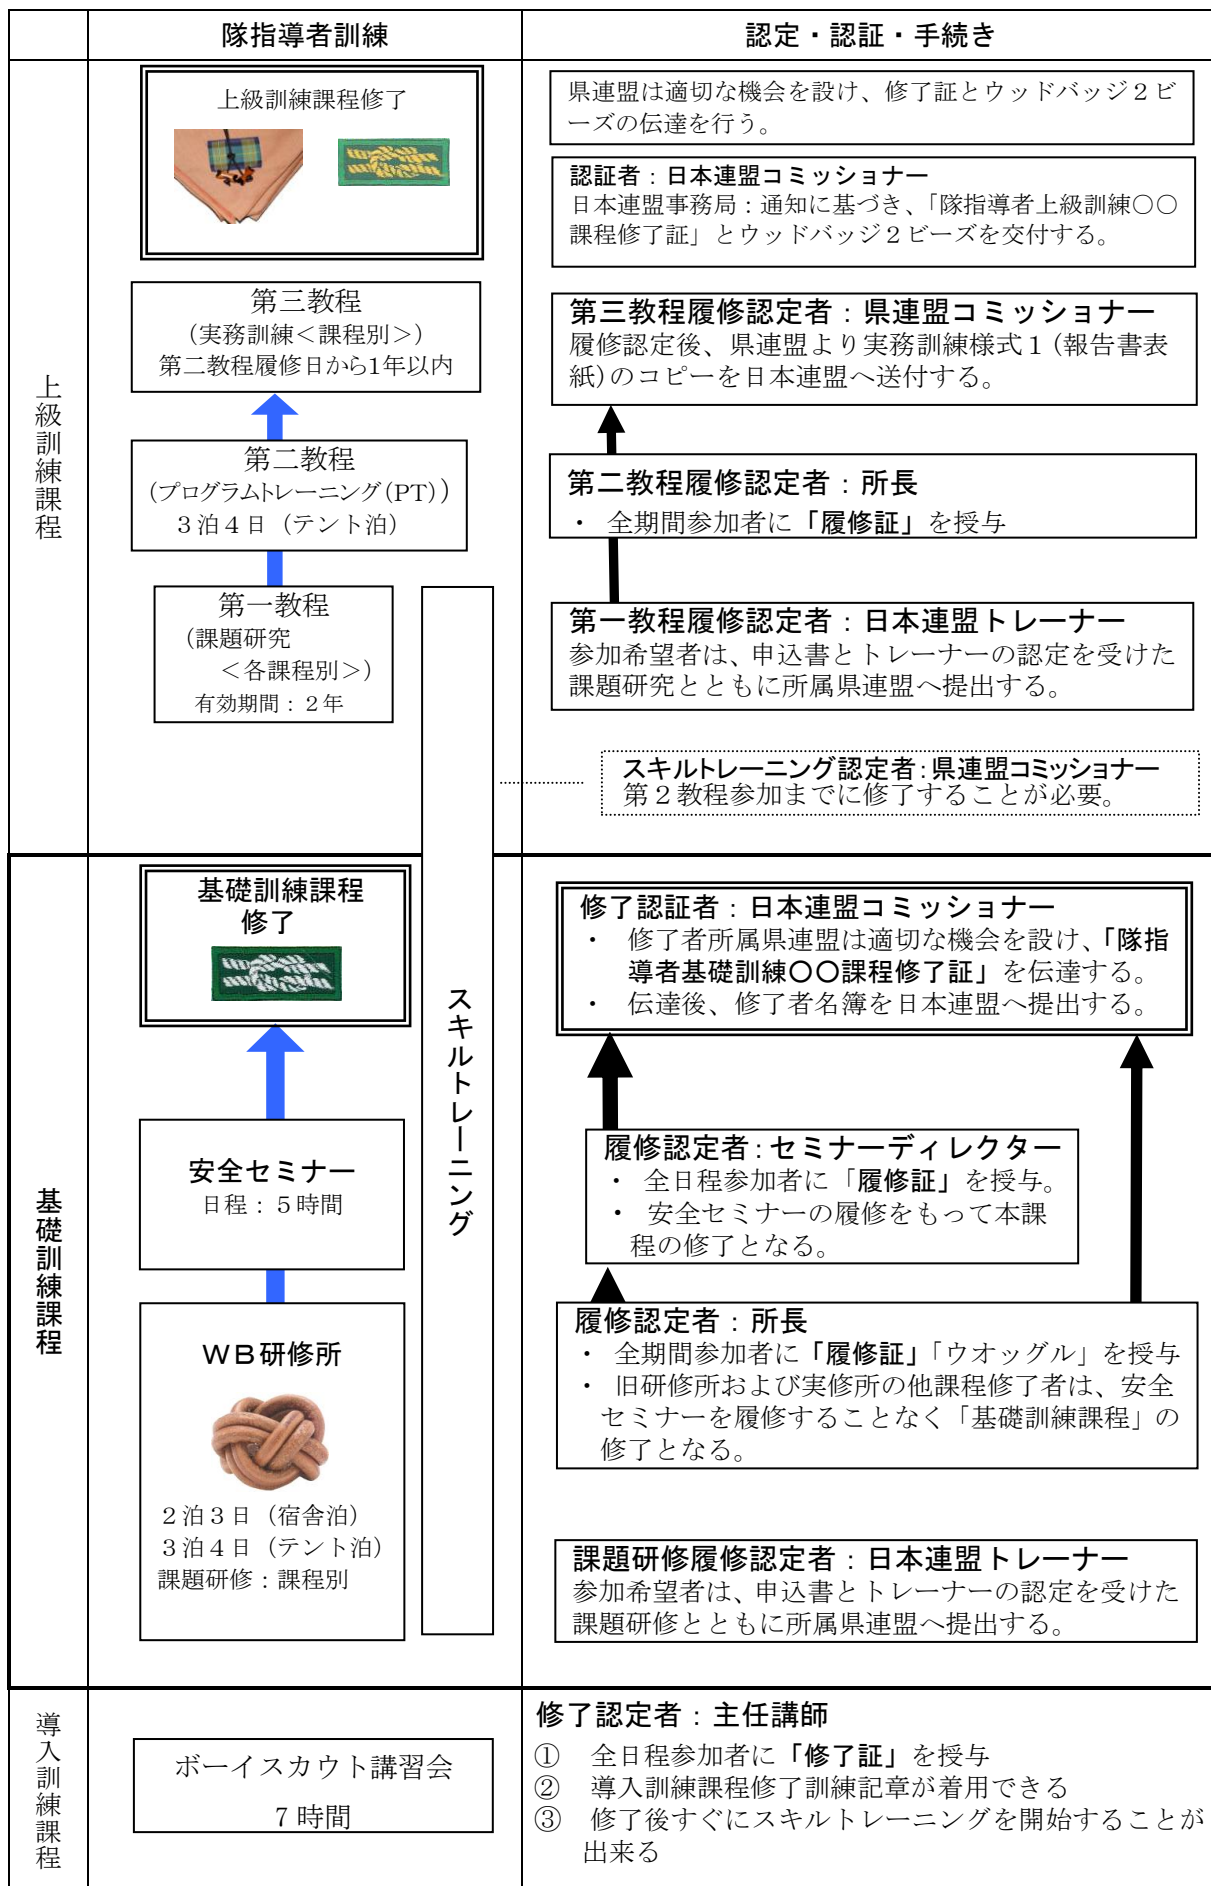 隊指導者訓練
認定・認証・手続き
上級訓練課程
上級訓練課程修了
県連盟は適切な機会を設け、修了証とウッドバッジ２ビ
ーズの伝達を行う。
認証者：日本連盟コミッショナー
日本連盟事務局：通知に基づき、「隊指導者上級訓練〇〇
課程修了証」とウッドバッジ２ビーズを交付する。
第三教程
（実務訓練＜課程別＞）
第二教程履修日から1年以内
第三教程履修認定者：県連盟コミッショナー
履修認定後、県連盟より実務訓練様式１（報告書表
紙）のコピーを日本連盟へ送付する。
第二教程
（プログラムトレーニング（PT））
３泊４日（テント泊）
第二教程履修認定者：所長
・ 全期間参加者に「履修証」を授与
第一教程
（課題研究
＜各課程別＞）
有効期間：２年
第一教程履修認定者：日本連盟トレーナー
参加希望者は、申込書とトレーナーの認定を受けた
課題研究とともに所属県連盟へ提出する。
スキルトレーニング認定者：県連盟コミッショナー
第２教程参加までに修了することが必要。
スキルトレーニング
基礎訓練課程
基礎訓練課程
修了
修了認証者：日本連盟コミッショナー
・ 修了者所属県連盟は適切な機会を設け、「隊指
導者基礎訓練〇〇課程修了証」を伝達する。
・ 伝達後、修了者名簿を日本連盟へ提出する。
安全セミナー
日程：５時間
履修認定者：セミナーディレクター
・ 全日程参加者に「履修証」を授与。
・ 安全セミナーの履修をもって本課
程の修了となる。
ＷＢ研修所
２泊３日（宿舎泊）
３泊４日（テント泊）
課題研修：課程別
履修認定者：所長
・ 全期間参加者に「履修証」「ウオッグル」を授与
・ 旧研修所および実修所の他課程修了者は、安全
セミナーを履修することなく「基礎訓練課程」の
修了となる。
課題研修履修認定者：日本連盟トレーナー
参加希望者は、申込書とトレーナーの認定を受けた
課題研修とともに所属県連盟へ提出する。
導入訓練課程
ボーイスカウト講習会
７時間
修了認定者：主任講師
① 全日程参加者に「修了証」を授与
② 導入訓練課程修了訓練記章が着用できる
③ 修了後すぐにスキルトレーニングを開始することが
出来る